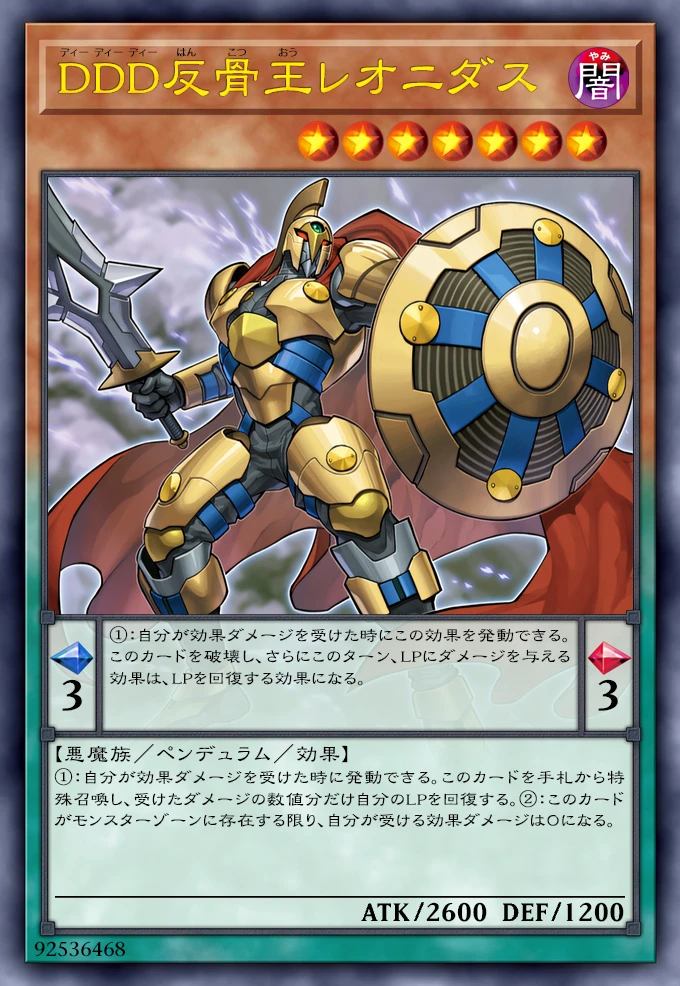 ディー ディー ディー はん こつ おう
DDD反骨王レオニダス
やみ
闇
①：自分が効果ダメージを受けた時にこの効果を発動できる。
このカードを破壊し、さらにこのターン、LPにダメージを与える
効果は、LPを回復する効果になる。
3
3
【悪魔族／ペンデュラム／効果】
①：自分が効果ダメージを受けた時に発動できる。このカードを手札から特
殊召喚し、受けたダメージの数値分だけ自分のLPを回復する。②：このカード
がモンスターゾーンに存在する限り、自分が受ける効果ダメージは０になる。
ATK/2600 DEF/1200
92536468